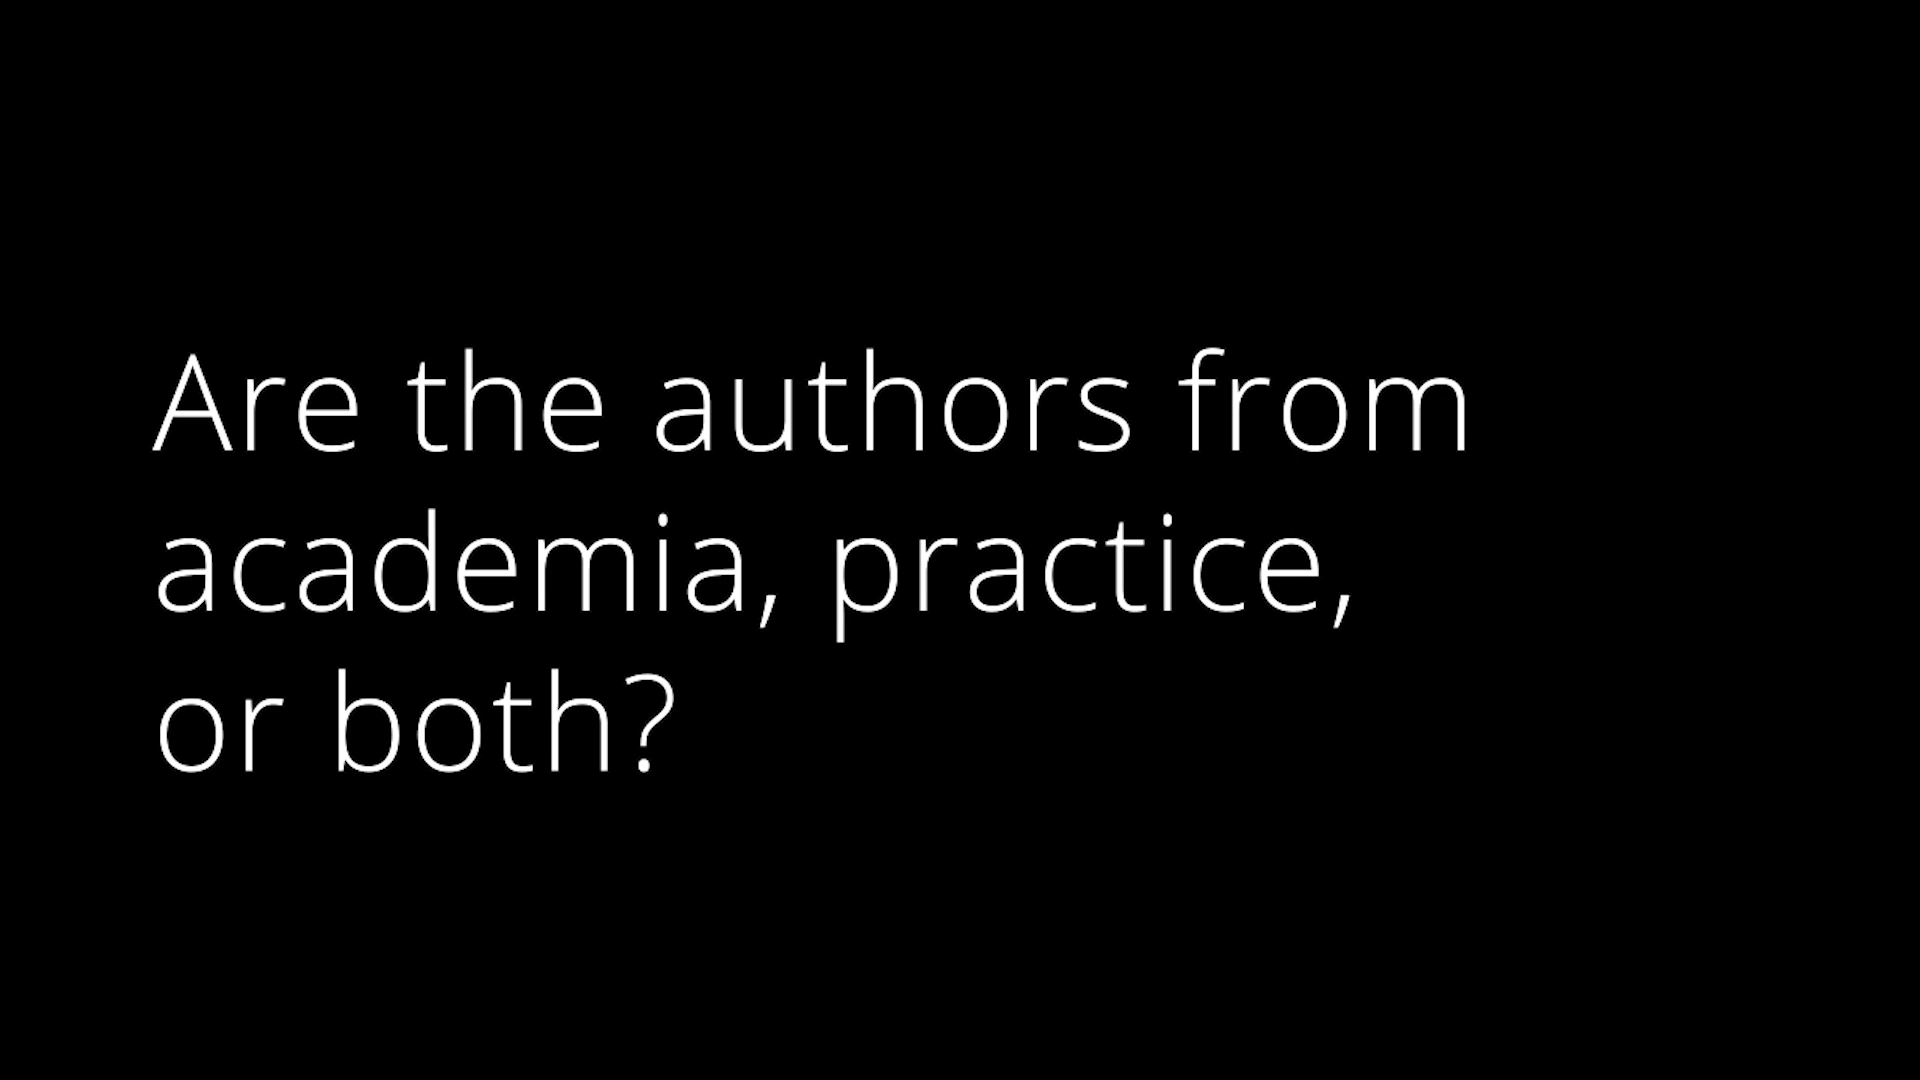 Are the authors from
academia, practice,
or both?